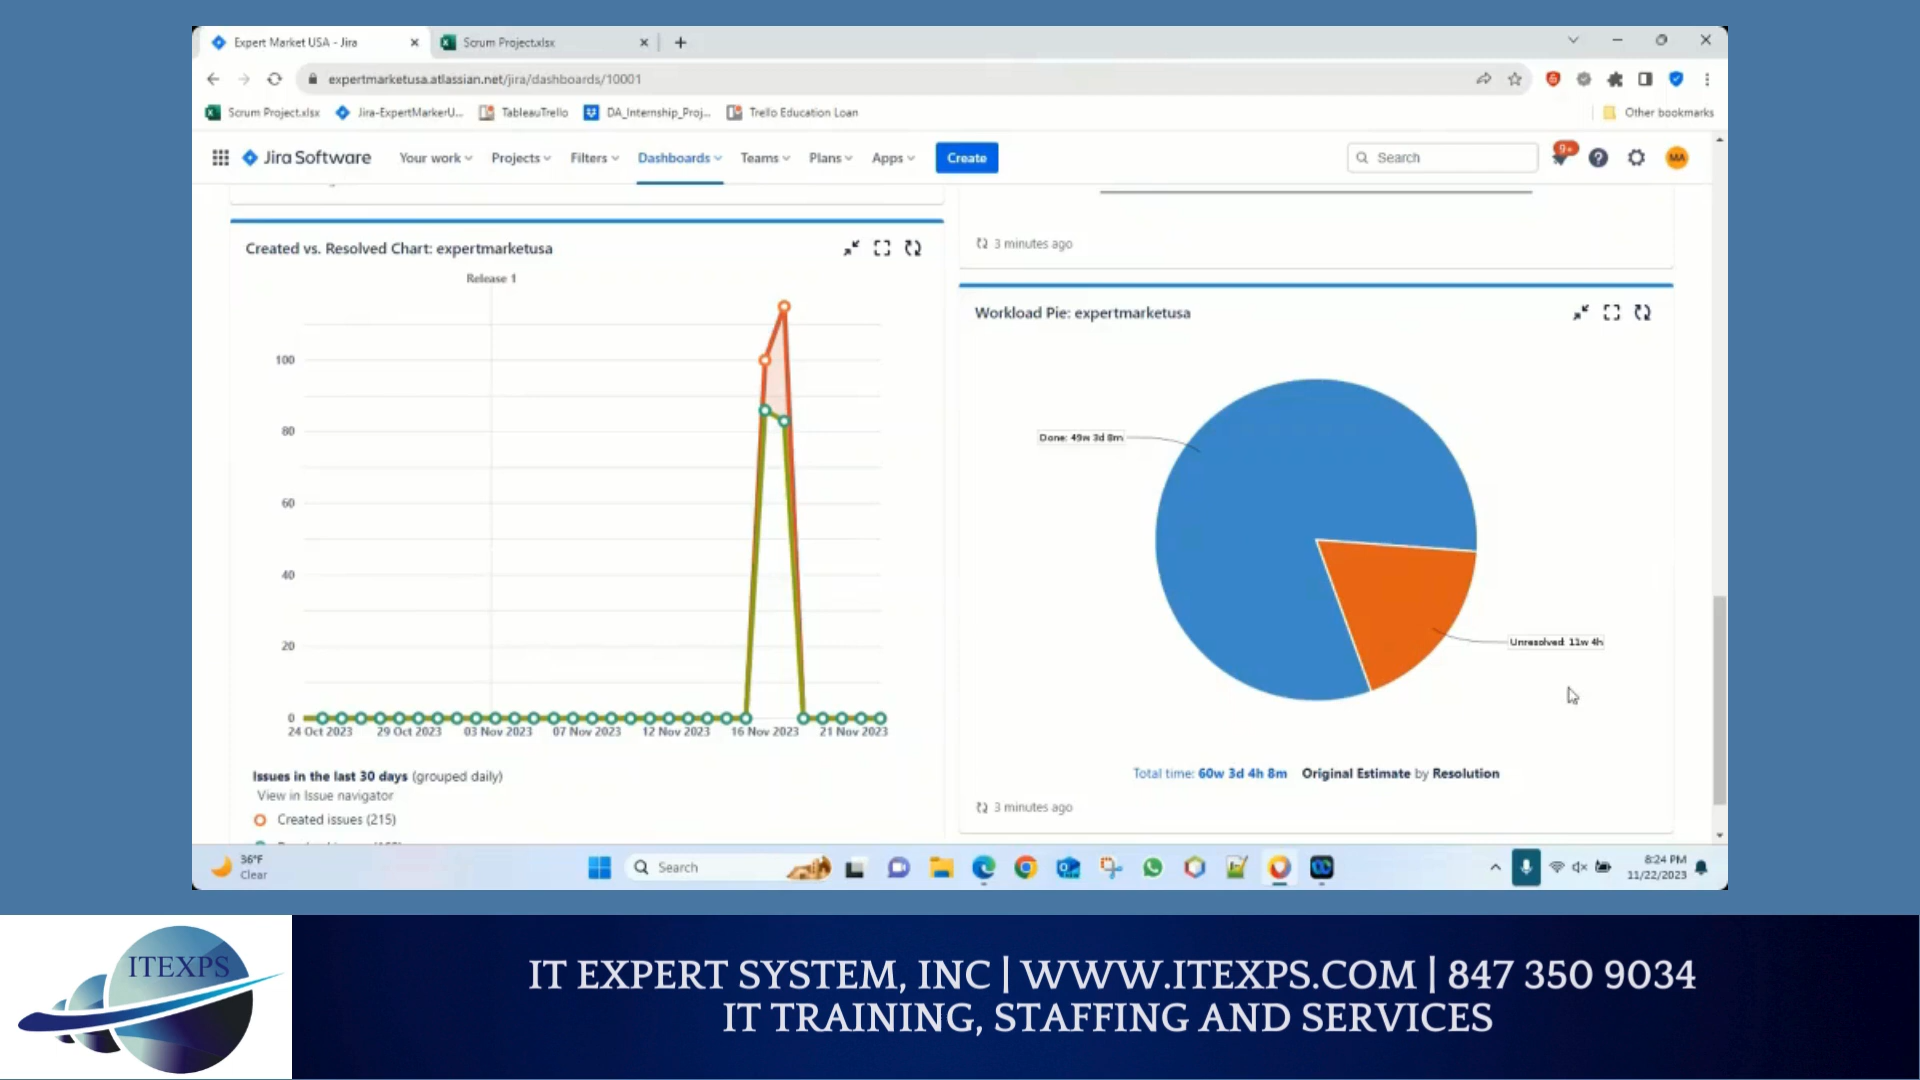 Expert Market USA - Jira
Scrum Project.xlsx
expertmarketusa.atlassian.net/jira/dashboards/10001
Scrum Project.xlsx
Jira-ExpertMarkerU...
TableauTrello
DA_Internship_Proj...
Trello Education Loan
Other bookmarks
Jira Software
Your work
Projects
Filters
Dashboards
Teams
Plans
Apps
Create
Search
9+
MA
3 minutes ago
Created vs. Resolved Chart: expertmarketusa
Release 1
100
80
60
40
20
0
24 Oct 2023
29 Oct 2023
03 Nov 2023
07 Nov 2023
12 Nov 2023
16 Nov 2023
21 Nov 2023
Issues in the last 30 days (grouped daily)
View in Issue navigator
Created issues (215)
Workload Pie: expertmarketusa
Done: 49w 3d 8m
Unresolved: 11w 4h
Total time: 60w 3d 4h 8m Original Estimate by Resolution
3 minutes ago
36°F
Clear
Search
8:24 PM
11/22/2023
ITEXPS
IT EXPERT SYSTEM, INC | WWW.ITEXPS.COM | 847 350 9034
IT TRAINING, STAFFING AND SERVICES